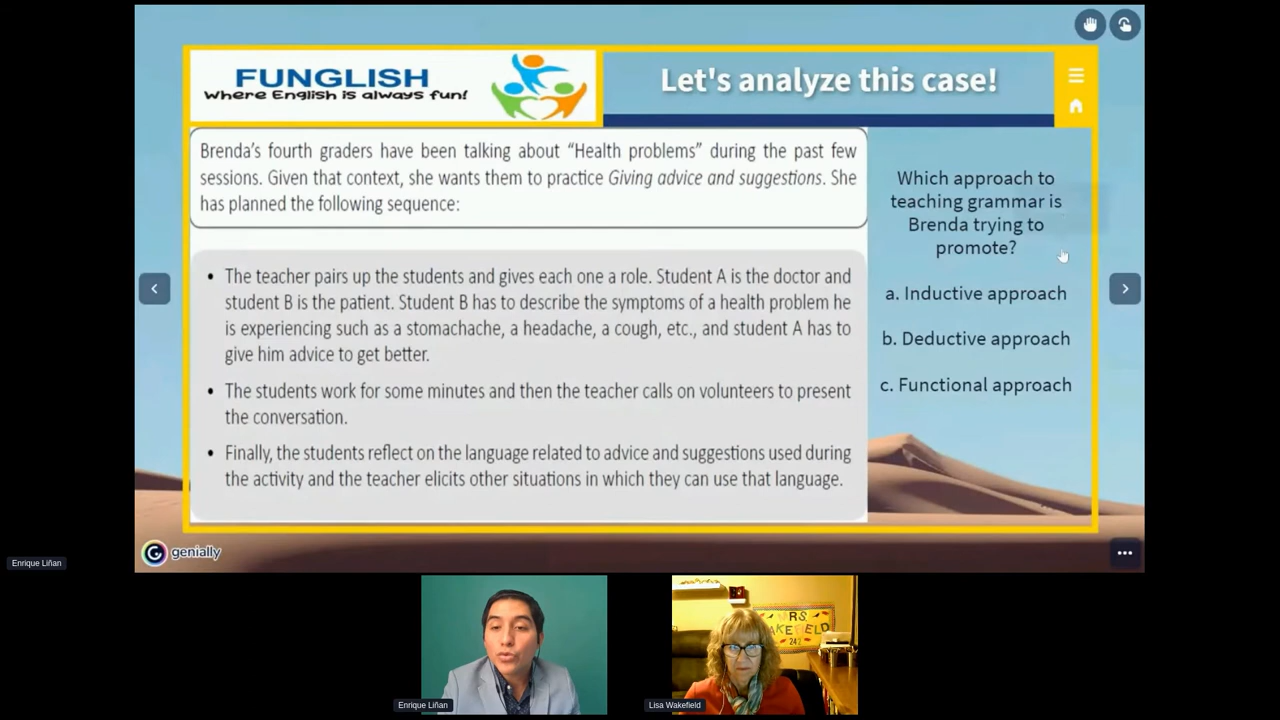 FUNGLISH
Where English is always fun!
Let's analyze this case!
Brenda's fourth graders have been talking about “Health problems” during the past few
sessions. Given that context, she wants them to practice Giving advice and suggestions. She
has planned the following sequence:
• The teacher pairs up the students and gives each one a role. Student A is the doctor and
student B is the patient. Student B has to describe the symptoms of a health problem he
is experiencing such as a stomachache, a headache, a cough, etc., and student A has to
give him advice to get better.
• The students work for some minutes and then the teacher calls on volunteers to present
the conversation.
• Finally, the students reflect on the language related to advice and suggestions used during
the activity and the teacher elicits other situations in which they can use that language.
Which approach to
teaching grammar is
Brenda trying to
promote?
a. Inductive approach
b. Deductive approach
c. Functional approach
genially
Enrique Liñan
MRS.
WAKEFIELD
242
Enrique Liñan
Lisa Wakefield